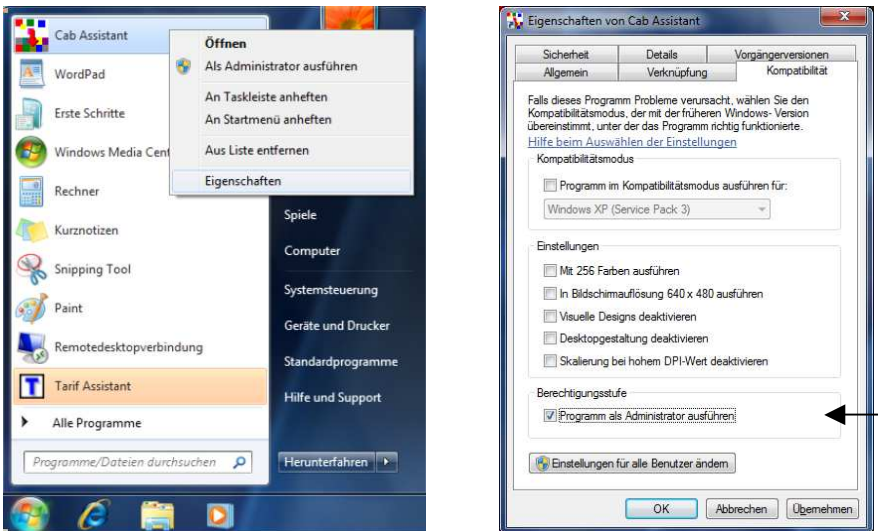 Cab Assistant
WordPad
Erste Schritte
Windows Media Cent
Rechner
Kurznotizen
Snipping Tool
Paint
Remotedesktopverbindung
Tarif Assistant
Alle Programme
Programme/Dateien durchsuchen
Öffnen
Als Administrator ausführen
An Taskleiste anheften
An Startmenü anheften
Aus Liste entfernen
Eigenschaften
Spiele
Computer
Systemsteuerung
Geräte und Drucker
Standardprogramme
Hilfe und Support
Herunterfahren
Eigenschaften von Cab Assistant
Sicherheit Details Vorgängerversionen
Allgemein Verknüpfung Kompatibilität
Falls dieses Programm Probleme verursacht, wählen Sie den
Kompatibilitätsmodus, der mit der früheren Windows- Version
übereinstimmt, unter der das Programm richtig funktionierte.
Hilfe beim Auswählen der Einstellungen
Kompatibilitätsmodus
Programm im Kompatibilitätsmodus ausführen für:
Windows XP (Service Pack 3)
Einstellungen
Mit 256 Farben ausführen
In Bildschirmauflösung 640 x 480 ausführen
Visuelle Designs deaktivieren
Desktopgestaltung deaktivieren
Skalierung bei hohem DPI-Wert deaktivieren
Berechtigungsstufe
Programm als Administrator ausführen
Einstellungen für alle Benutzer ändern
OK Abbrechen Übernehmen